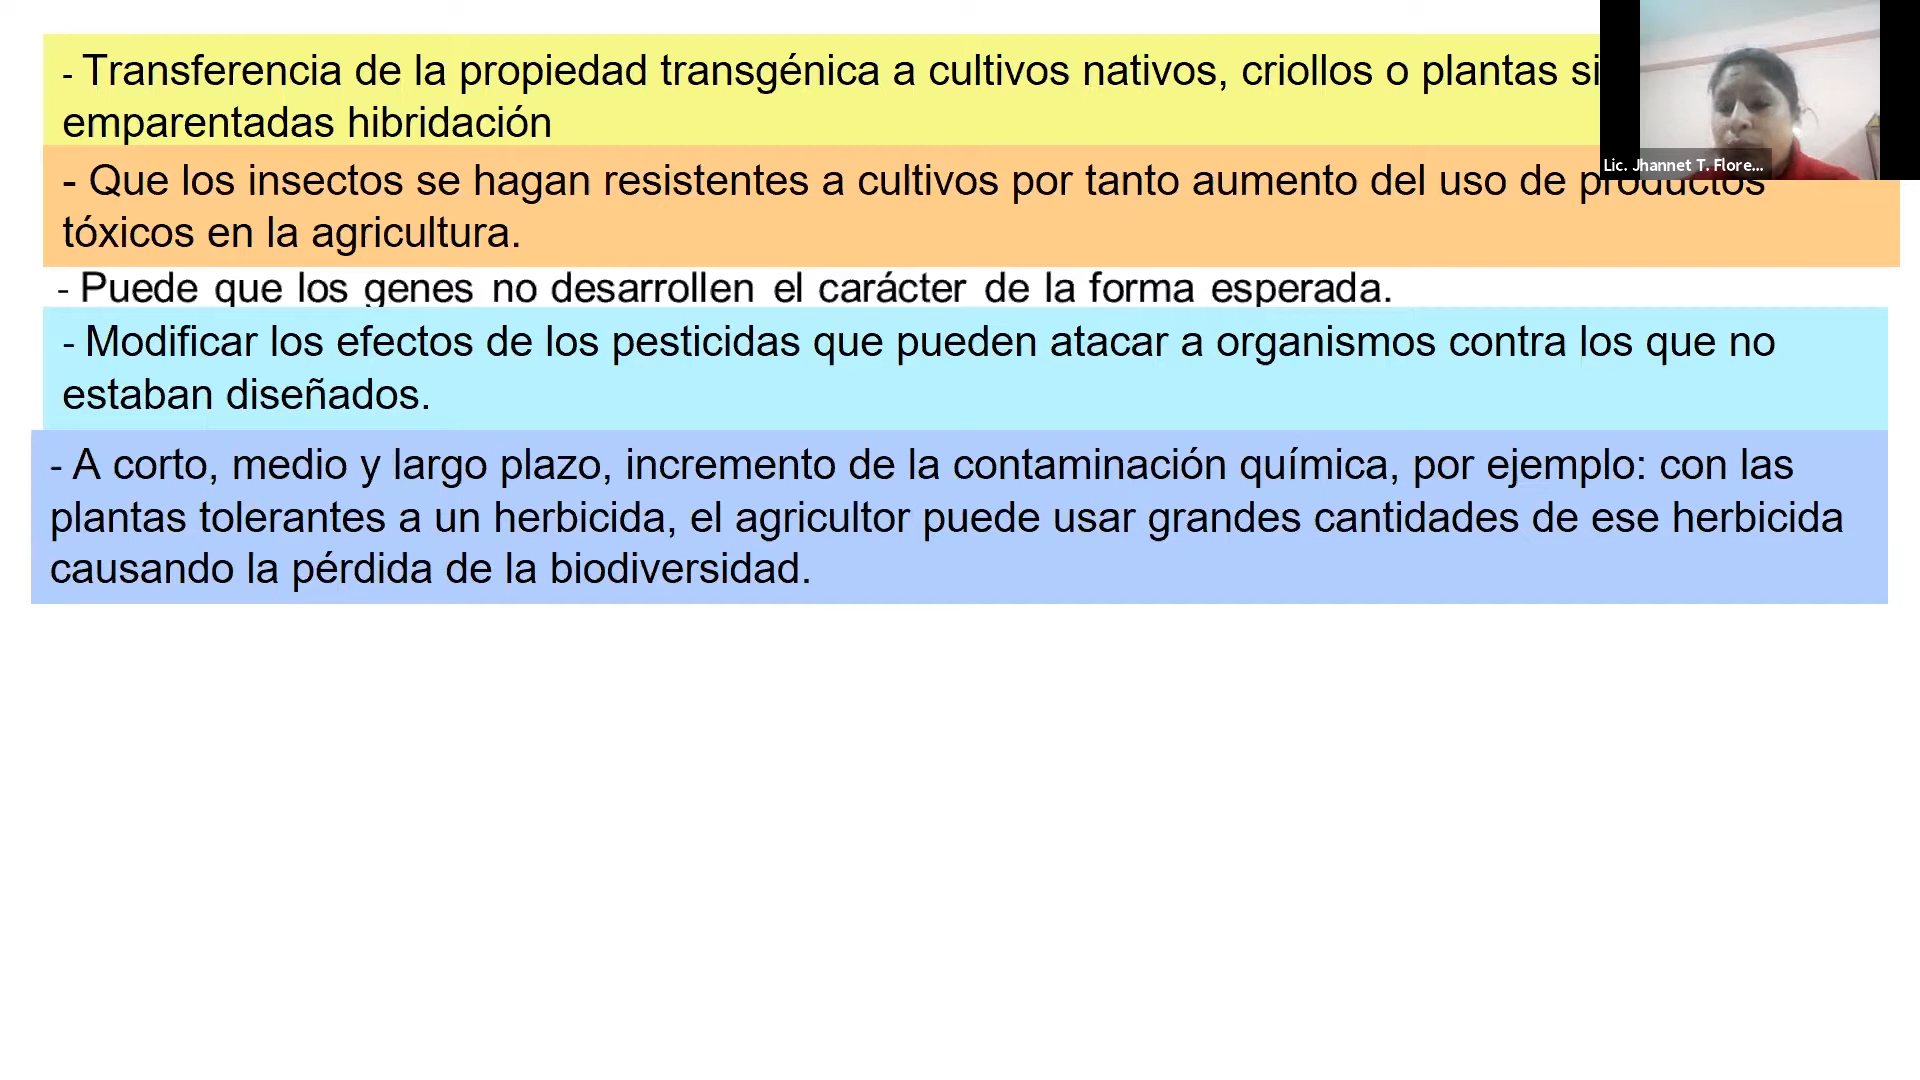 - Transferencia de la propiedad transgénica a cultivos nativos, criollos o plantas
emparentadas hibridación
Lic. Jhannet T. Flore...
- Que los insectos se hagan resistentes a cultivos por tanto aumento del uso de productos
tóxicos en la agricultura.
- Puede que los genes no desarrollen el carácter de la forma esperada.
- Modificar los efectos de los pesticidas que pueden atacar a organismos contra los que no
estaban diseñados.
- A corto, medio y largo plazo, incremento de la contaminación química, por ejemplo: con las
plantas tolerantes a un herbicida, el agricultor puede usar grandes cantidades de ese herbicida
causando la pérdida de la biodiversidad.